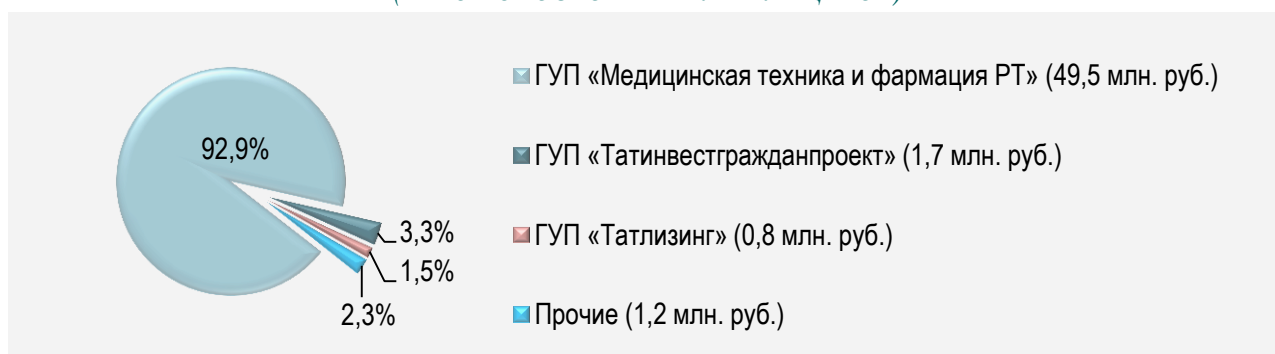 ГУП «Медицинская техника и фармация РТ» (49,5 млн. руб.)
92,9%
ГУП «Татинвестгражданпроект» (1,7 млн. руб.)
3,3%
ГУП «Татлизинг» (0,8 млн. руб.)
1,5%
2,3%
Прочие (1,2 млн. руб.)